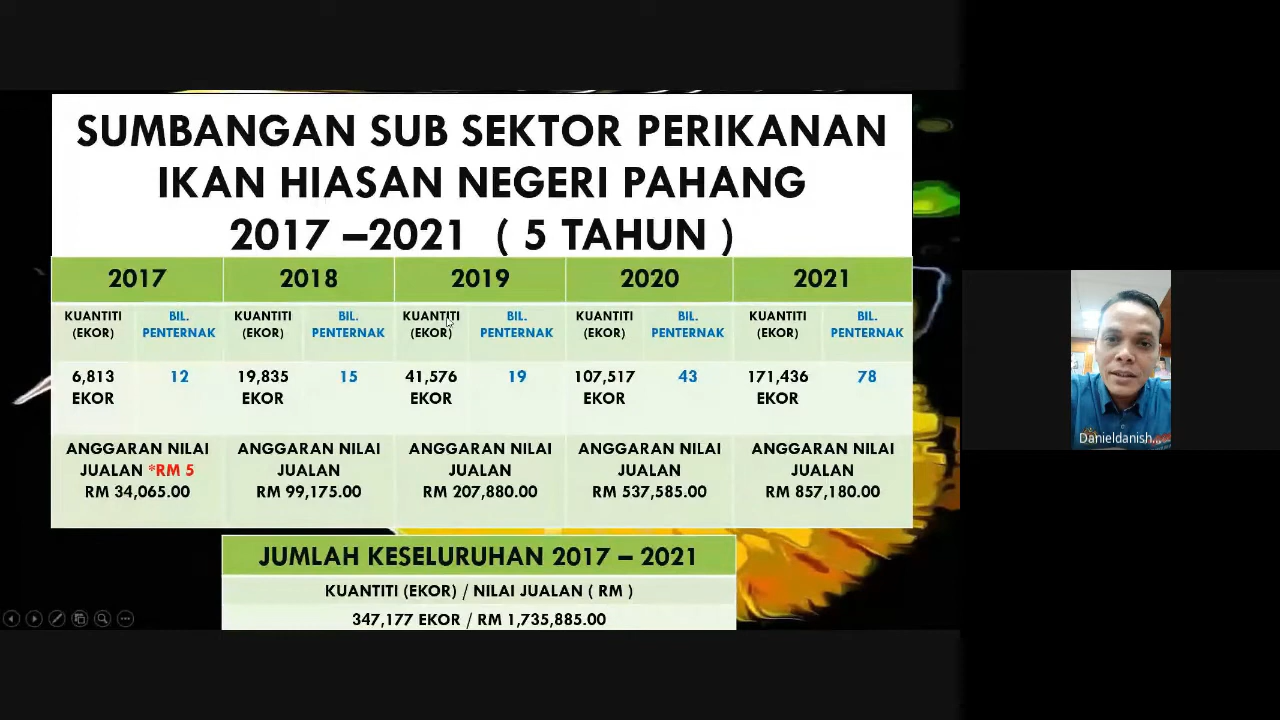 SUMBANGAN SUB SEKTOR PERIKANAN
IKAN HIASAN NEGERI PAHANG
2017 –2021 ( 5 TAHUN )
2017 2018 2019 2020 2021
KUANTITI (EKOR) BIL. PENTERNAK KUANTITI (EKOR) BIL. PENTERNAK KUANTITI (EKOR) BIL. PENTERNAK KUANTITI (EKOR) BIL. PENTERNAK KUANTITI (EKOR) BIL. PENTERNAK
6,813 EKOR 12 19,835 EKOR 15 41,576 EKOR 19 107,517 EKOR 43 171,436 EKOR 78
ANGGARAN NILAI JUALAN *RM 5 RM 34,065.00
ANGGARAN NILAI JUALAN RM 99,175.00
ANGGARAN NILAI JUALAN RM 207,880.00
ANGGARAN NILAI JUALAN RM 537,585.00
ANGGARAN NILAI JUALAN RM 857,180.00
JUMLAH KESELURUHAN 2017 – 2021
KUANTITI (EKOR) / NILAI JUALAN ( RM )
347,177 EKOR / RM 1,735,885.00
Danieldanish...